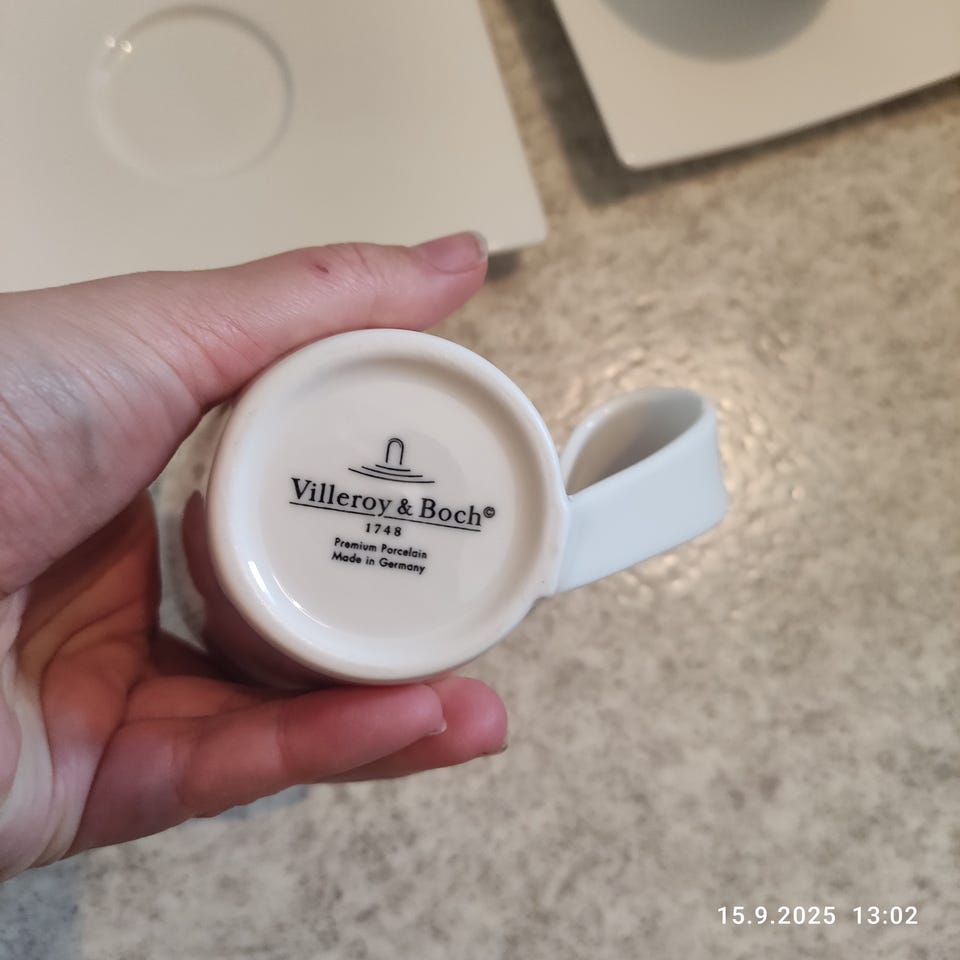 Villeroy & Boch©
1748
Premium Porcelain
Made in Germany
15.9.2025 13:02